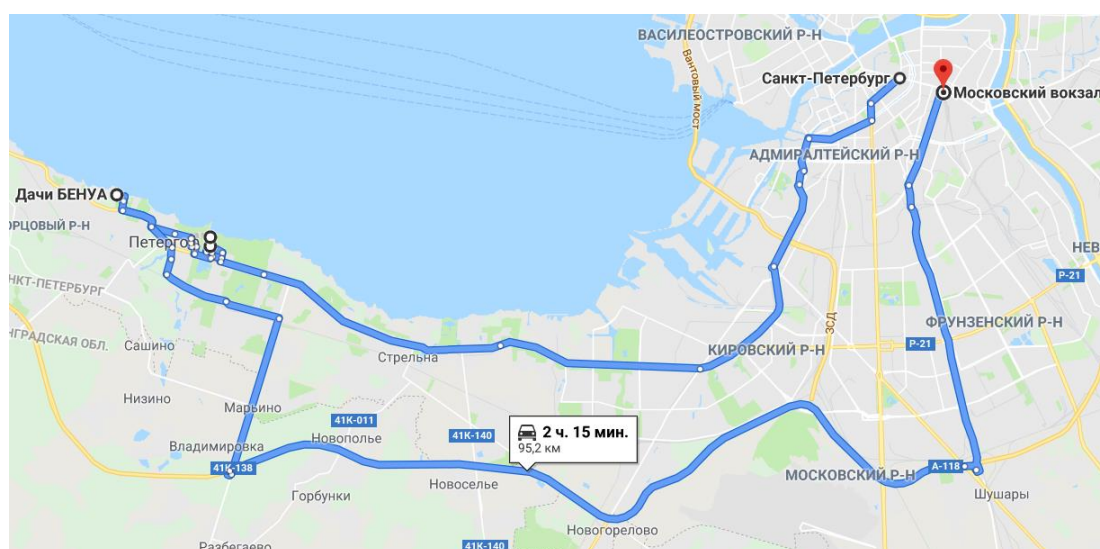 ВАСИЛЕОСТРОВСКИЙ Р-Н
Вантовый мост
Санкт-Петербург
Московский вокзал
АДМИРАЛТЕЙСКИЙ Р-Н
Дачи БЕНУА
ОРЦОВЫЙ Р-Н
Петергоф
НЕВ
Р-21
НКТ-ПЕТЕРБУРГ
НГРАДСКАЯ ОБЛ.
ЗСД
ФРУНЗЕНСКИЙ Р-Н
Сашино
Стрельна
КИРОВСКИЙ Р-Н
Р-21
Низино
Марьино
41К-011
2 ч. 15 мин.
95,2 км
Владимировка
Новополье
41К-140
41К-138
Горбунки
Новоселье
МОСКОВСКИЙ Р-Н
А-118
Шушары
Новогорелово
Разбегаево
41К-140